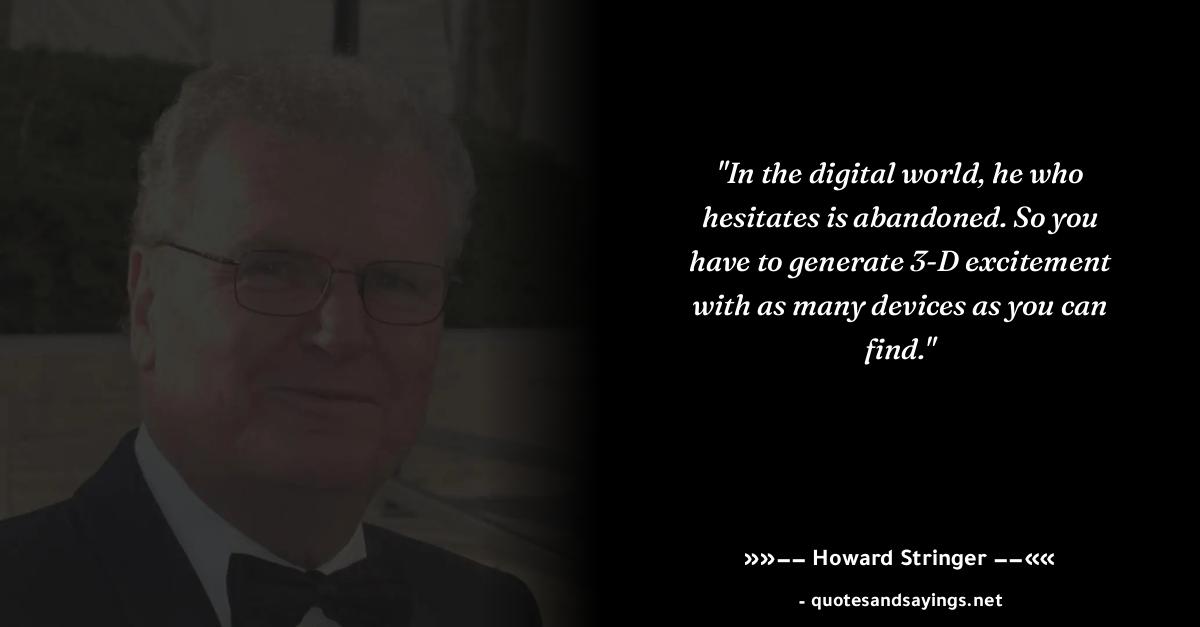 "In the digital world, he who
hesitates is abandoned. So you
have to generate 3-D excitement
with as many devices as you can
find."
»»–– Howard Stringer ––««
- quotesandsayings.net